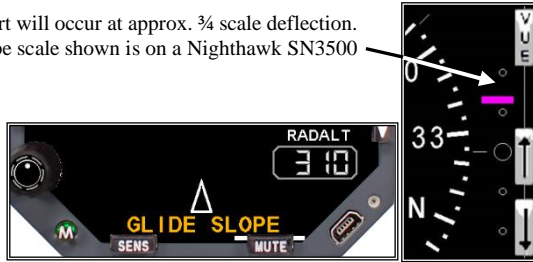 rt will occur at approx. ¾ scale deflection.
pe scale shown is on a Nighthawk SN3500
V
U
E
0
33
N
RADALT
310
GLIDE SLOPE
M
SENS
MUTE